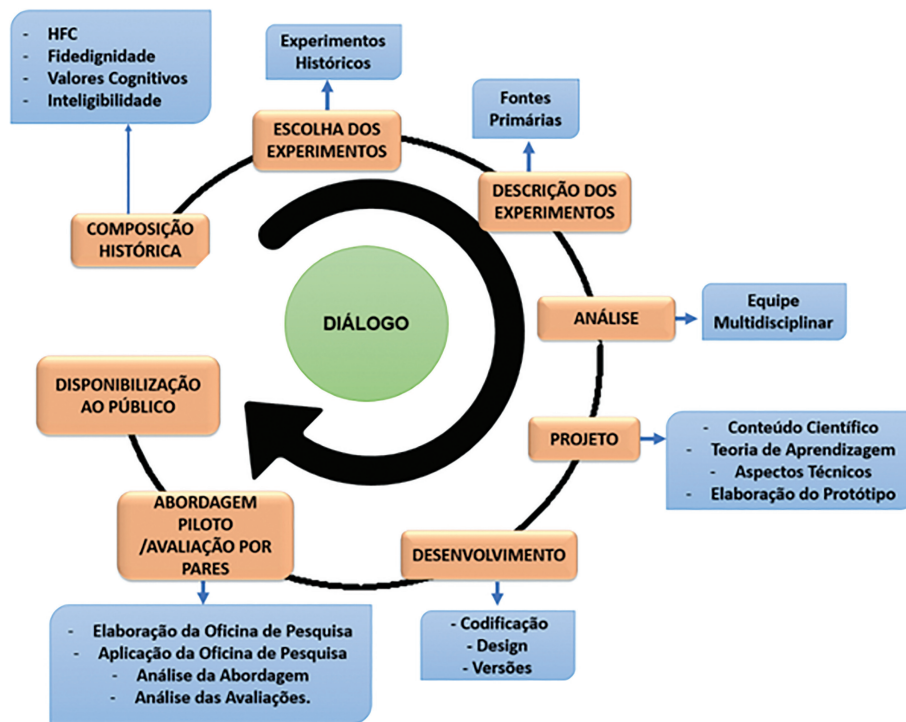 - HFC
- Fidedignidade
- Valores Cognitivos
- Inteligibilidade
COMPOSIÇÃO
HISTÓRICA
Experimentos
Históricos
ESCOLHA DOS
EXPERIMENTOS
Fontes
Primárias
DESCRIÇÃO DOS
EXPERIMENTOS
ANÁLISE
Equipe
Multidisciplinar
PROJETO
- Conteúdo Científico
- Teoria de Aprendizagem
- Aspectos Técnicos
- Elaboração do Protótipo
DESENVOLVIMENTO
- Codificação
- Design
- Versões
ABORDAGEM
PILOTO
/AVALIAÇÃO POR
PARES
- Elaboração da Oficina de Pesquisa
- Aplicação da Oficina de Pesquisa
- Análise da Abordagem
- Análise das Avaliações.
DISPONIBILIZAÇÃO
AO PÚBLICO
DIÁLOGO